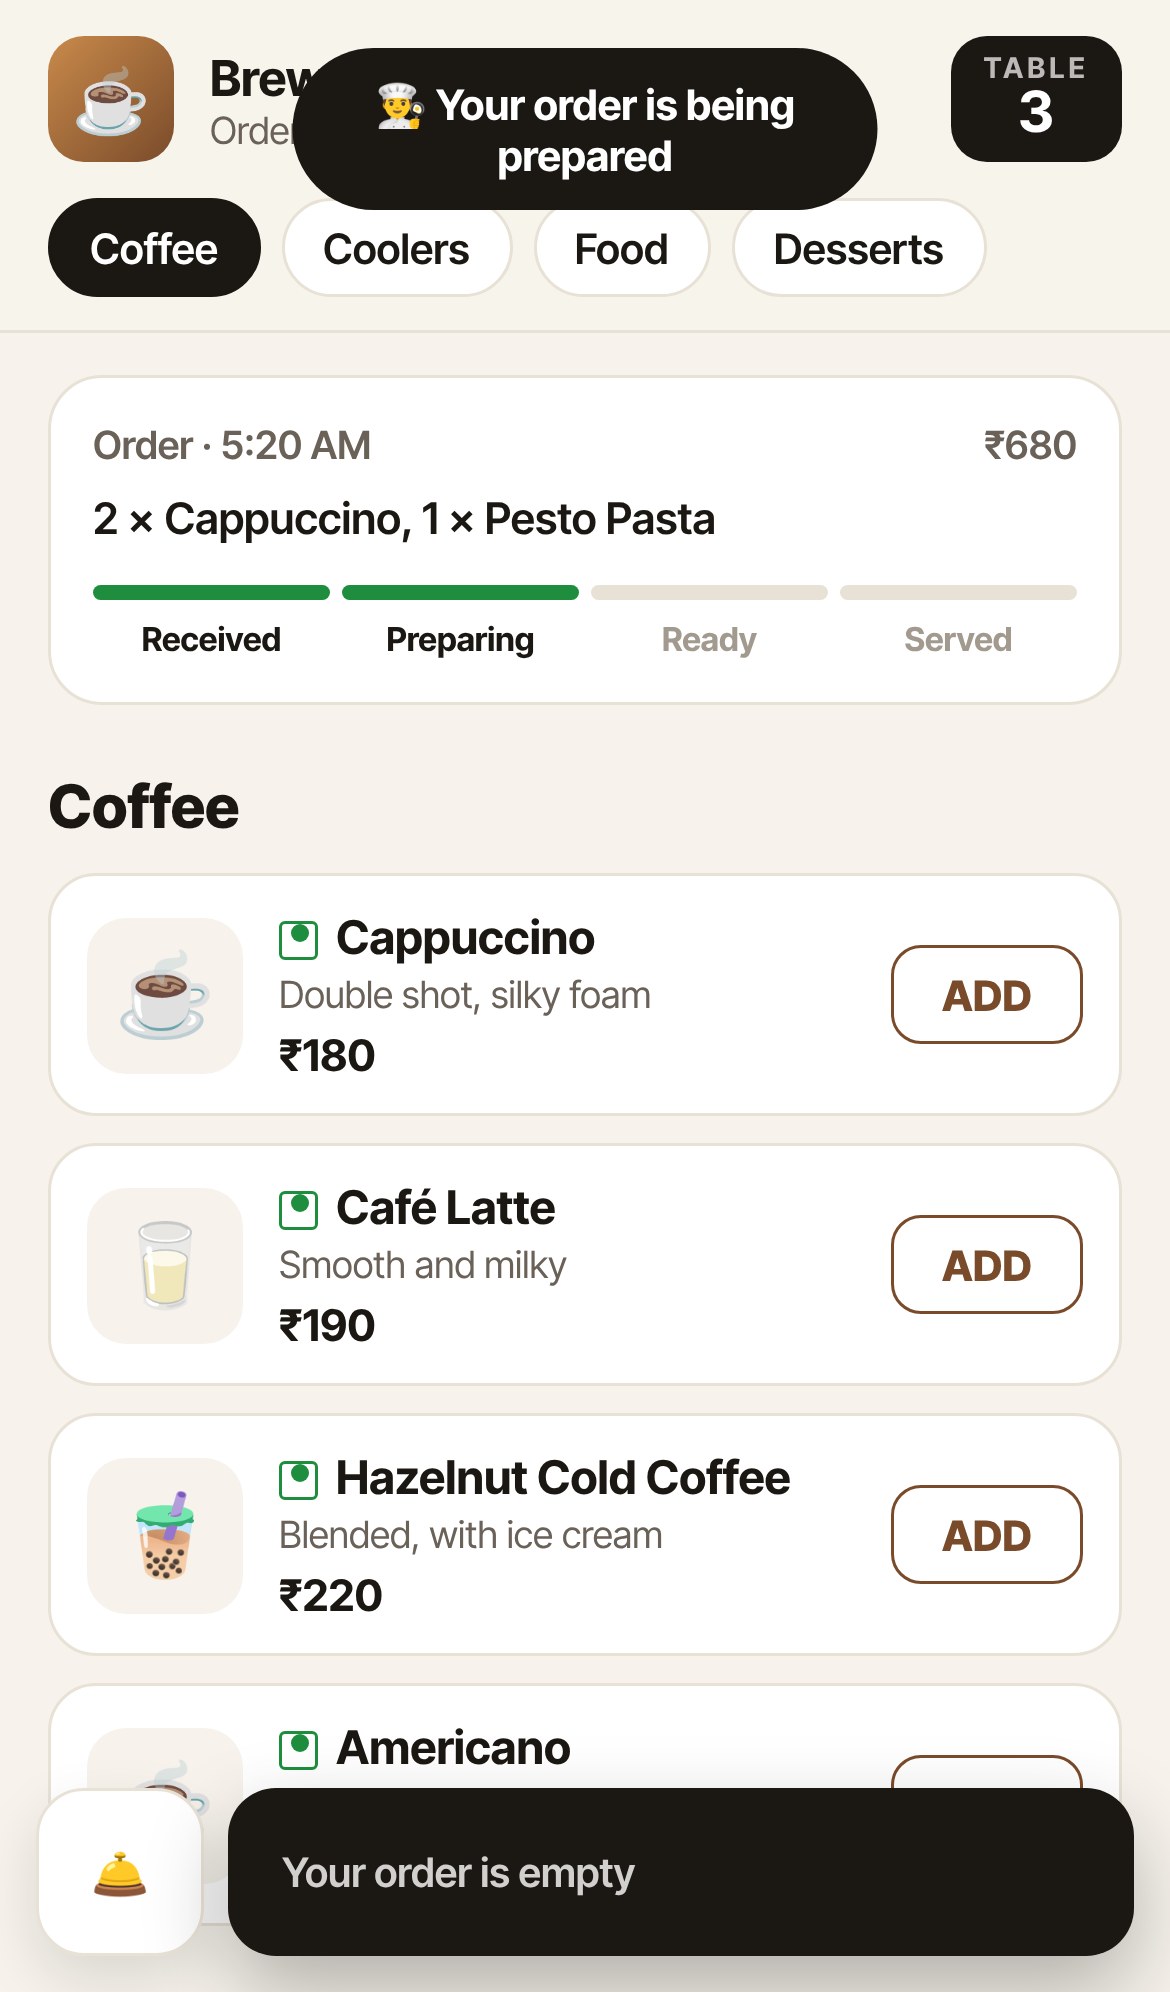 Brew
Order
👨‍🍳 Your order is being
prepared
TABLE
3
Coffee
Coolers
Food
Desserts
Order · 5:20 AM
₹680
2 × Cappuccino, 1 × Pesto Pasta
Received
Preparing
Ready
Served
Coffee
Cappuccino
Double shot, silky foam
₹180
ADD
Café Latte
Smooth and milky
₹190
ADD
Hazelnut Cold Coffee
Blended, with ice cream
₹220
ADD
Americano
Your order is empty